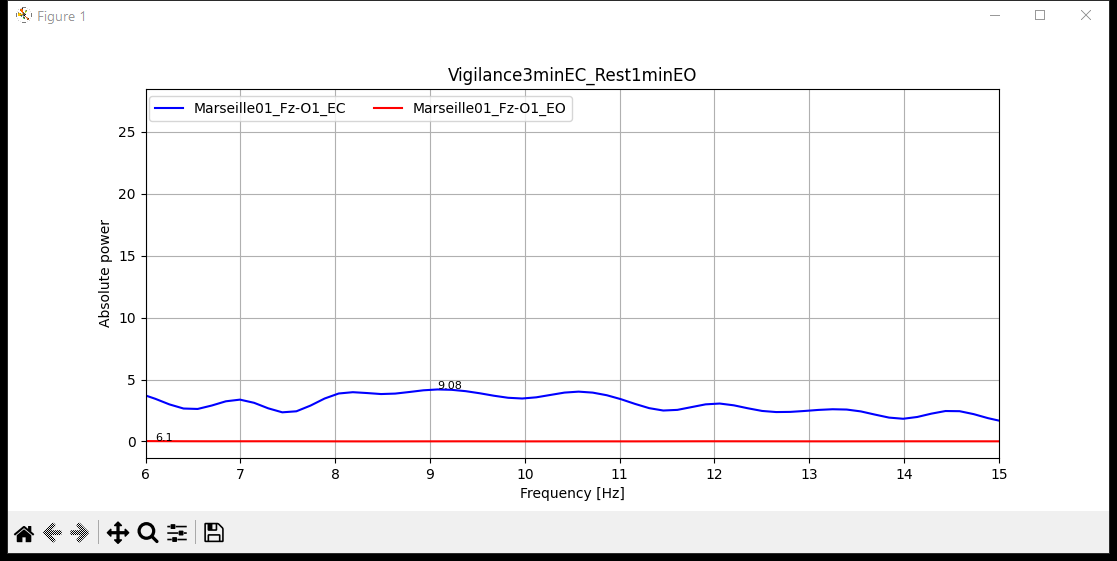 Figure 1
Vigilance3minEC_Rest1minEO
Marseille01_Fz-O1_EC
Marseille01_Fz-O1_EO
25
20
15
10
5
0
Absolute power
9.08
6.1
6 7 8 9 10 11 12 13 14 15
Frequency [Hz]